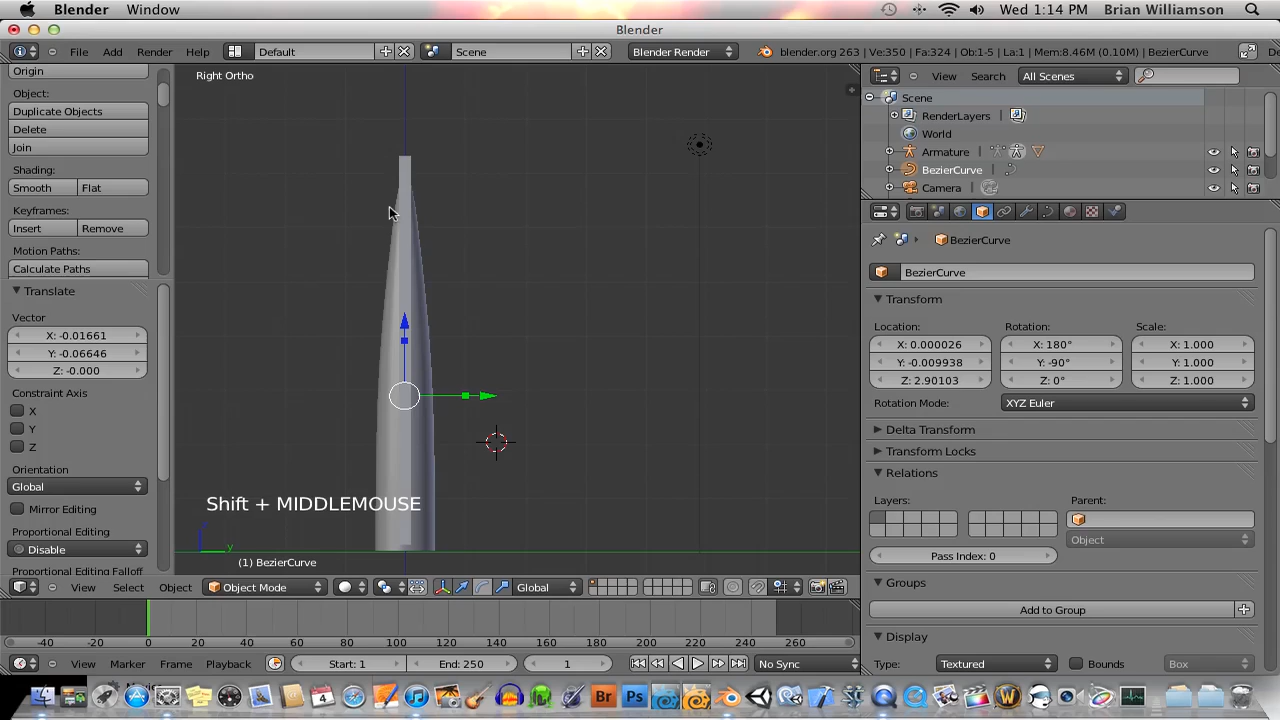 Blender Window Wed 1:14 PM Brian Williamson
Blender
File Add Render Help Default Scene Blender Render blender.org 263 | Ve:350 | Fa:324 | Ob:1-5 | La:1 | Mem:8.46M (0.10M) | BezierCurve
Origin
Object:
Duplicate Objects
Delete
Join
Shading:
Smooth Flat
Keyframes:
Insert Remove
Motion Paths:
Calculate Paths
Translate
Vector
X: -0.01661
Y: -0.06646
Z: -0.000
Constraint Axis
X
Y
Z
Orientation
Global
Mirror Editing
Proportional Editing
Disable
Proportional Editing Falloff
Right Ortho
Shift + MIDDLEMOUSE
y
(1) BezierCurve
View Select Object Object Mode Global
-40 -20 0 20 40 60 80 100 120 140 160 180 200 220 240 260
View Marker Frame Playback Start: 1 End: 250 1 No Sync
View Search All Scenes
Scene
RenderLayers
World
Armature
BezierCurve
Camera
BezierCurve
BezierCurve
Transform
Location: Rotation: Scale:
X: 0.000026 X: 180° X: 1.000
Y: -0.009938 Y: -90° Y: 1.000
Z: 2.90103 Z: 0° Z: 1.000
Rotation Mode: XYZ Euler
Delta Transform
Transform Locks
Relations
Layers: Parent:
Object
Pass Index: 0
Groups
Add to Group
Display
Type: Textured Bounds Box
Br Ps